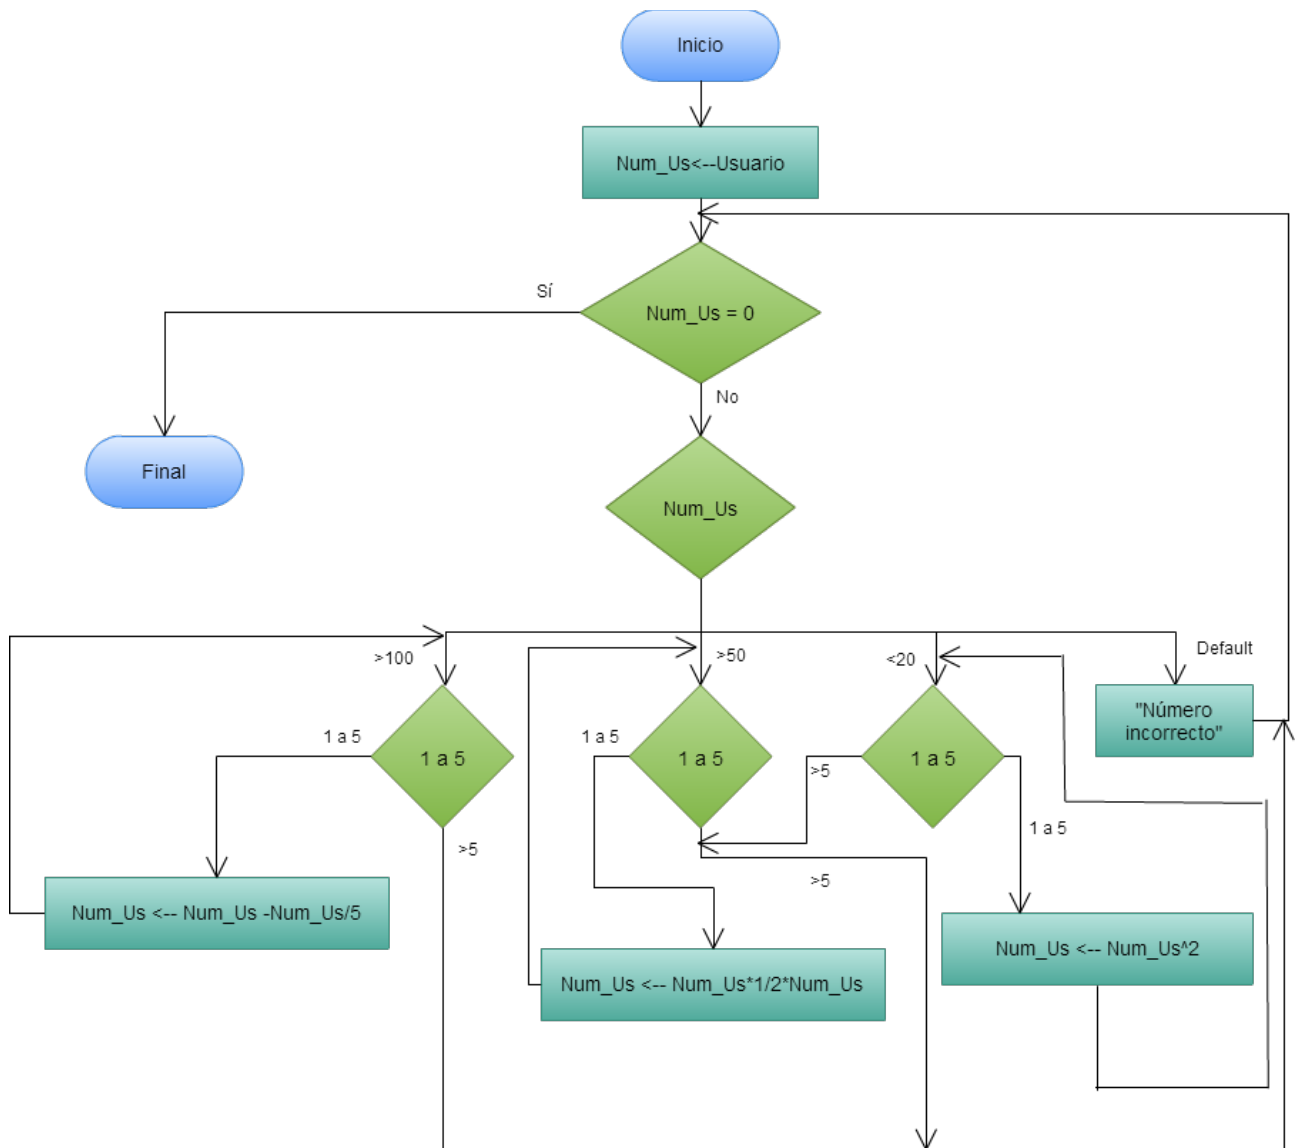 Inicio
Num_Us<--Usuario
Sí
Num_Us = 0
No
Final
Num_Us
>100
>50
<20
Default
"Número
incorrecto"
1 a 5
1 a 5
1 a 5
1 a 5
>5
1 a 5
1 a 5
>5
>5
Num_Us <-- Num_Us -Num_Us/5
Num_Us <-- Num_Us^2
Num_Us <-- Num_Us*1/2*Num_Us